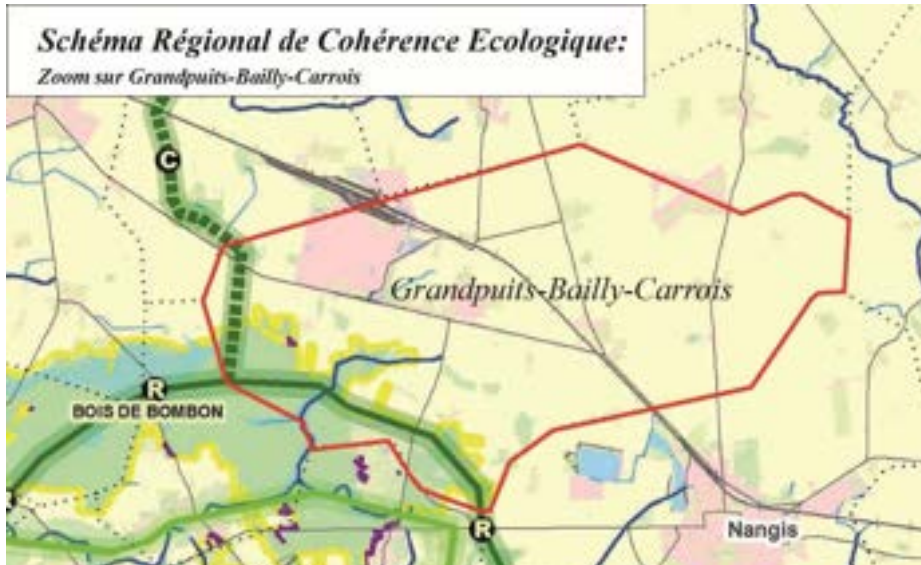 Schéma Régional de Cohérence Ecologique:
Zoom sur Grandpuits-Bailly-Carrois
C
Grandpuits-Bailly-Carrois
R
BOIS DE BOMBON
R
Nangis